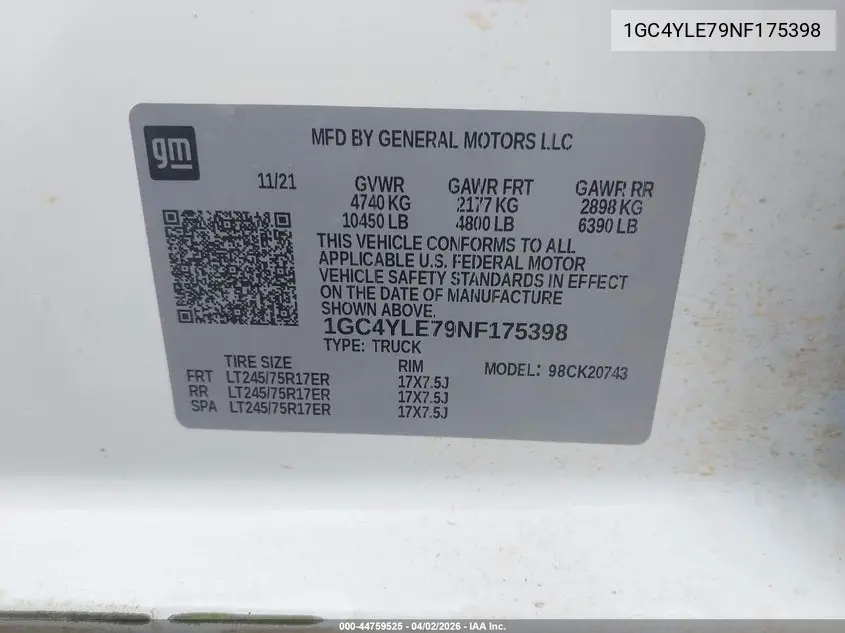 1GC4YLE79NF175398
gm
MFD BY GENERAL MOTORS LLC
11/21
GVWR GAWR FRT GAWR RR
4740 KG 2177 KG 2898 KG
10450 LB 4800 LB 6390 LB
THIS VEHICLE CONFORMS TO ALL
APPLICABLE U.S. FEDERAL MOTOR
VEHICLE SAFETY STANDARDS IN EFFECT
ON THE DATE OF MANUFACTURE
SHOWN ABOVE.
1GC4YLE79NF175398
TYPE: TRUCK
TIRE SIZE RIM MODEL: 98CK20743
FRT LT245/75R17ER 17X7.5J
RR LT245/75R17ER 17X7.5J
SPA LT245/75R17ER 17X7.5J
000-44759525 - 04/02/2026 - IAA Inc.